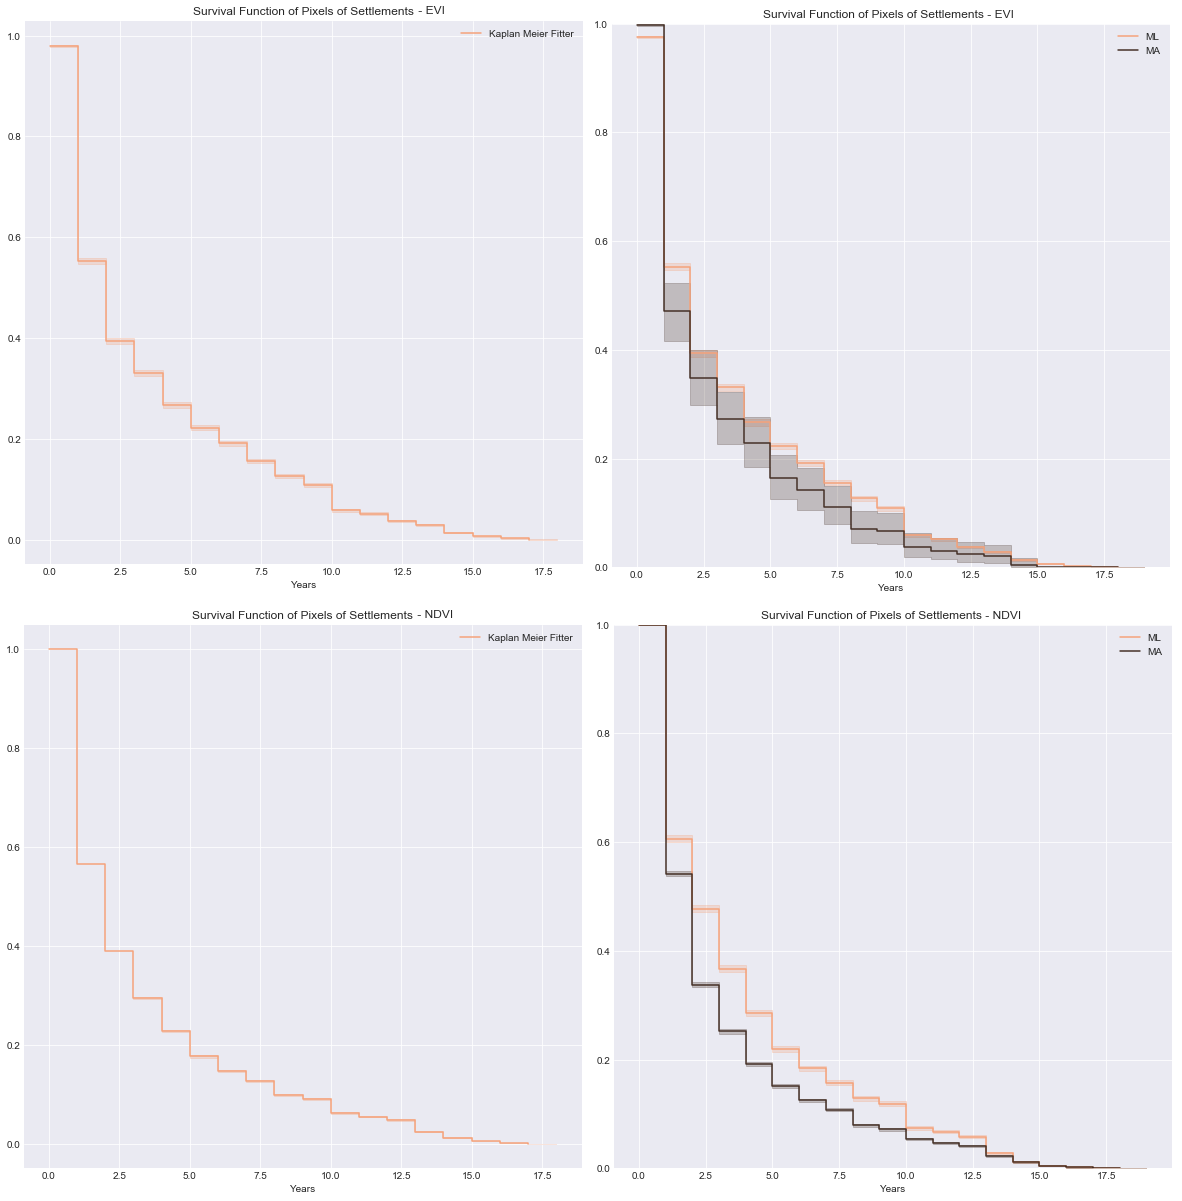 Survival Function of Pixels of Settlements - EVI
Kaplan Meier Fitter
1.0
0.8
0.6
0.4
0.2
0.0
0.0 2.5 5.0 7.5 10.0 12.5 15.0 17.5
Years
Survival Function of Pixels of Settlements - EVI
ML
MA
1.0
0.8
0.6
0.4
0.2
0.0
0.0 2.5 5.0 7.5 10.0 12.5 15.0 17.5
Years
Survival Function of Pixels of Settlements - NDVI
Kaplan Meier Fitter
1.0
0.8
0.6
0.4
0.2
0.0
0.0 2.5 5.0 7.5 10.0 12.5 15.0 17.5
Years
Survival Function of Pixels of Settlements - NDVI
ML
MA
1.0
0.8
0.6
0.4
0.2
0.0
0.0 2.5 5.0 7.5 10.0 12.5 15.0 17.5
Years